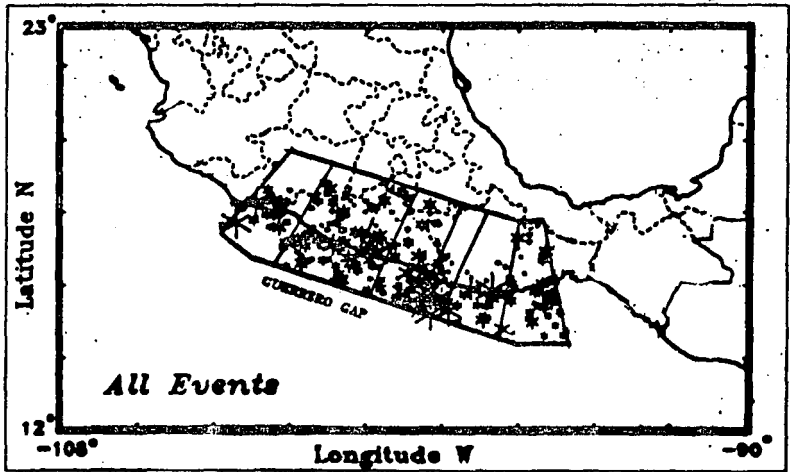 23°
Latitude N
GUERRERO GAP
All Events
12°
-108°
Longitude W
-90°